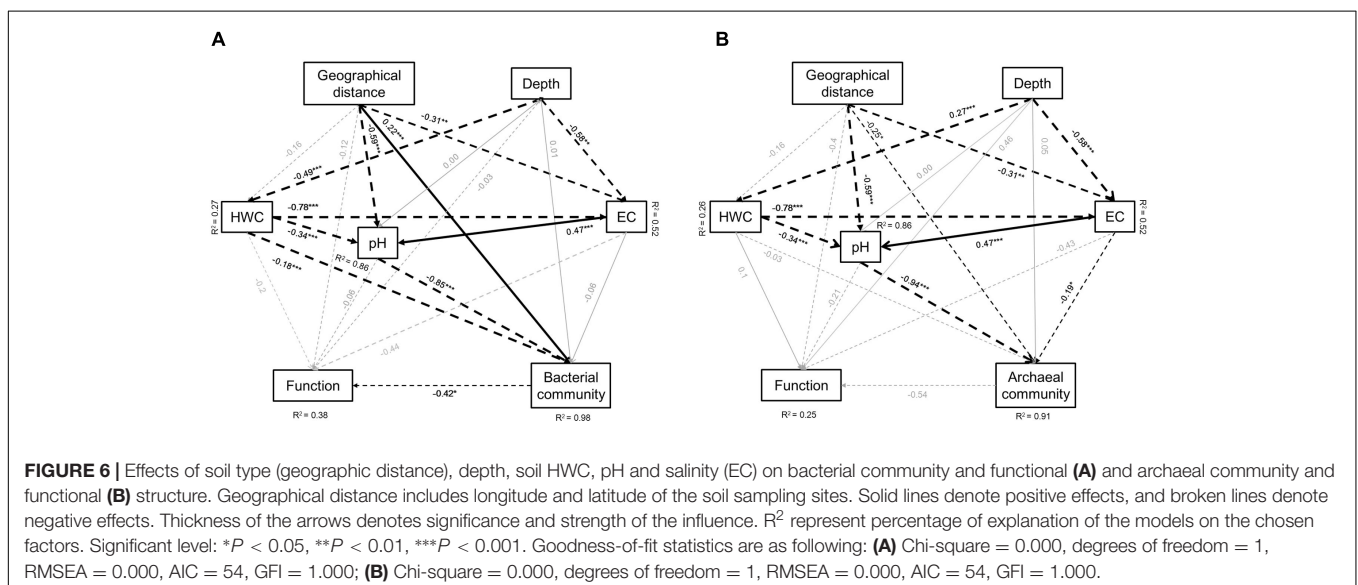 A
B
Geographical
distance
Depth
Geographical
distance
Depth
-0.16
-0.12
-0.59***
0.22***
-0.31**
-0.49***
0.00
-0.03
0.01
-0.58**
-0.16
-0.4
-0.59***
-0.25*
0.27***
0.00
0.46
0.05
-0.31**
-0.58***
R² = 0.27
HWC
-0.78***
EC
R² = 0.52
-0.34***
pH
0.47***
R² = 0.86
-0.18***
-0.2
-0.06
-0.85***
-0.06
-0.44
R² = 0.26
HWC
-0.78***
EC
R² = 0.52
R² = 0.86
-0.34***
pH
0.47***
-0.03
0.1
-0.21
-0.94***
-0.43
-0.19*
Function
-0.42*
Bacterial
community
R² = 0.38
R² = 0.98
Function
-0.54
Archaeal
community
R² = 0.25
R² = 0.91
FIGURE 6 | Effects of soil type (geographic distance), depth, soil HWC, pH and salinity (EC) on bacterial community and functional (A) and archaeal community and
functional (B) structure. Geographical distance includes longitude and latitude of the soil sampling sites. Solid lines denote positive effects, and broken lines denote
negative effects. Thickness of the arrows denotes significance and strength of the influence. R² represent percentage of explanation of the models on the chosen
factors. Significant level: *P < 0.05, **P < 0.01, ***P < 0.001. Goodness-of-fit statistics are as following: (A) Chi-square = 0.000, degrees of freedom = 1,
RMSEA = 0.000, AIC = 54, GFI = 1.000; (B) Chi-square = 0.000, degrees of freedom = 1, RMSEA = 0.000, AIC = 54, GFI = 1.000.